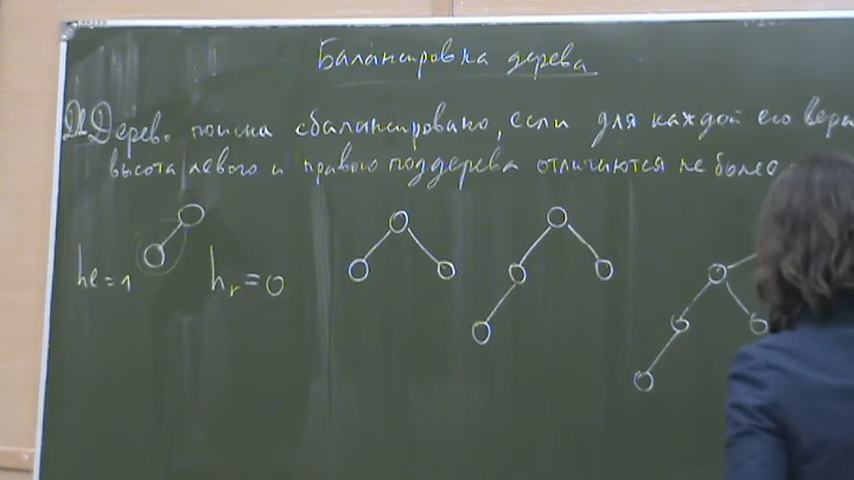 Балансировка дерева
Дерево поиска сбалансировано, если для каждой его верш
высота левого и правого поддерева отличаются не более
hl = 1 hr = 0